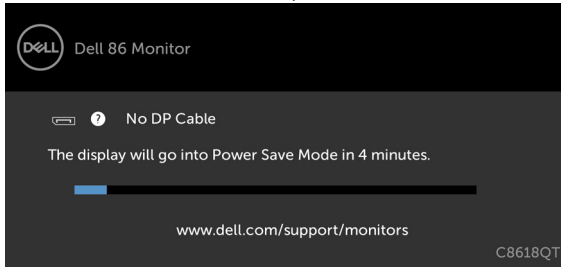 DELL
Dell 86 Monitor
? No DP Cable
The display will go into Power Save Mode in 4 minutes.
www.dell.com/support/monitors
C8618QT